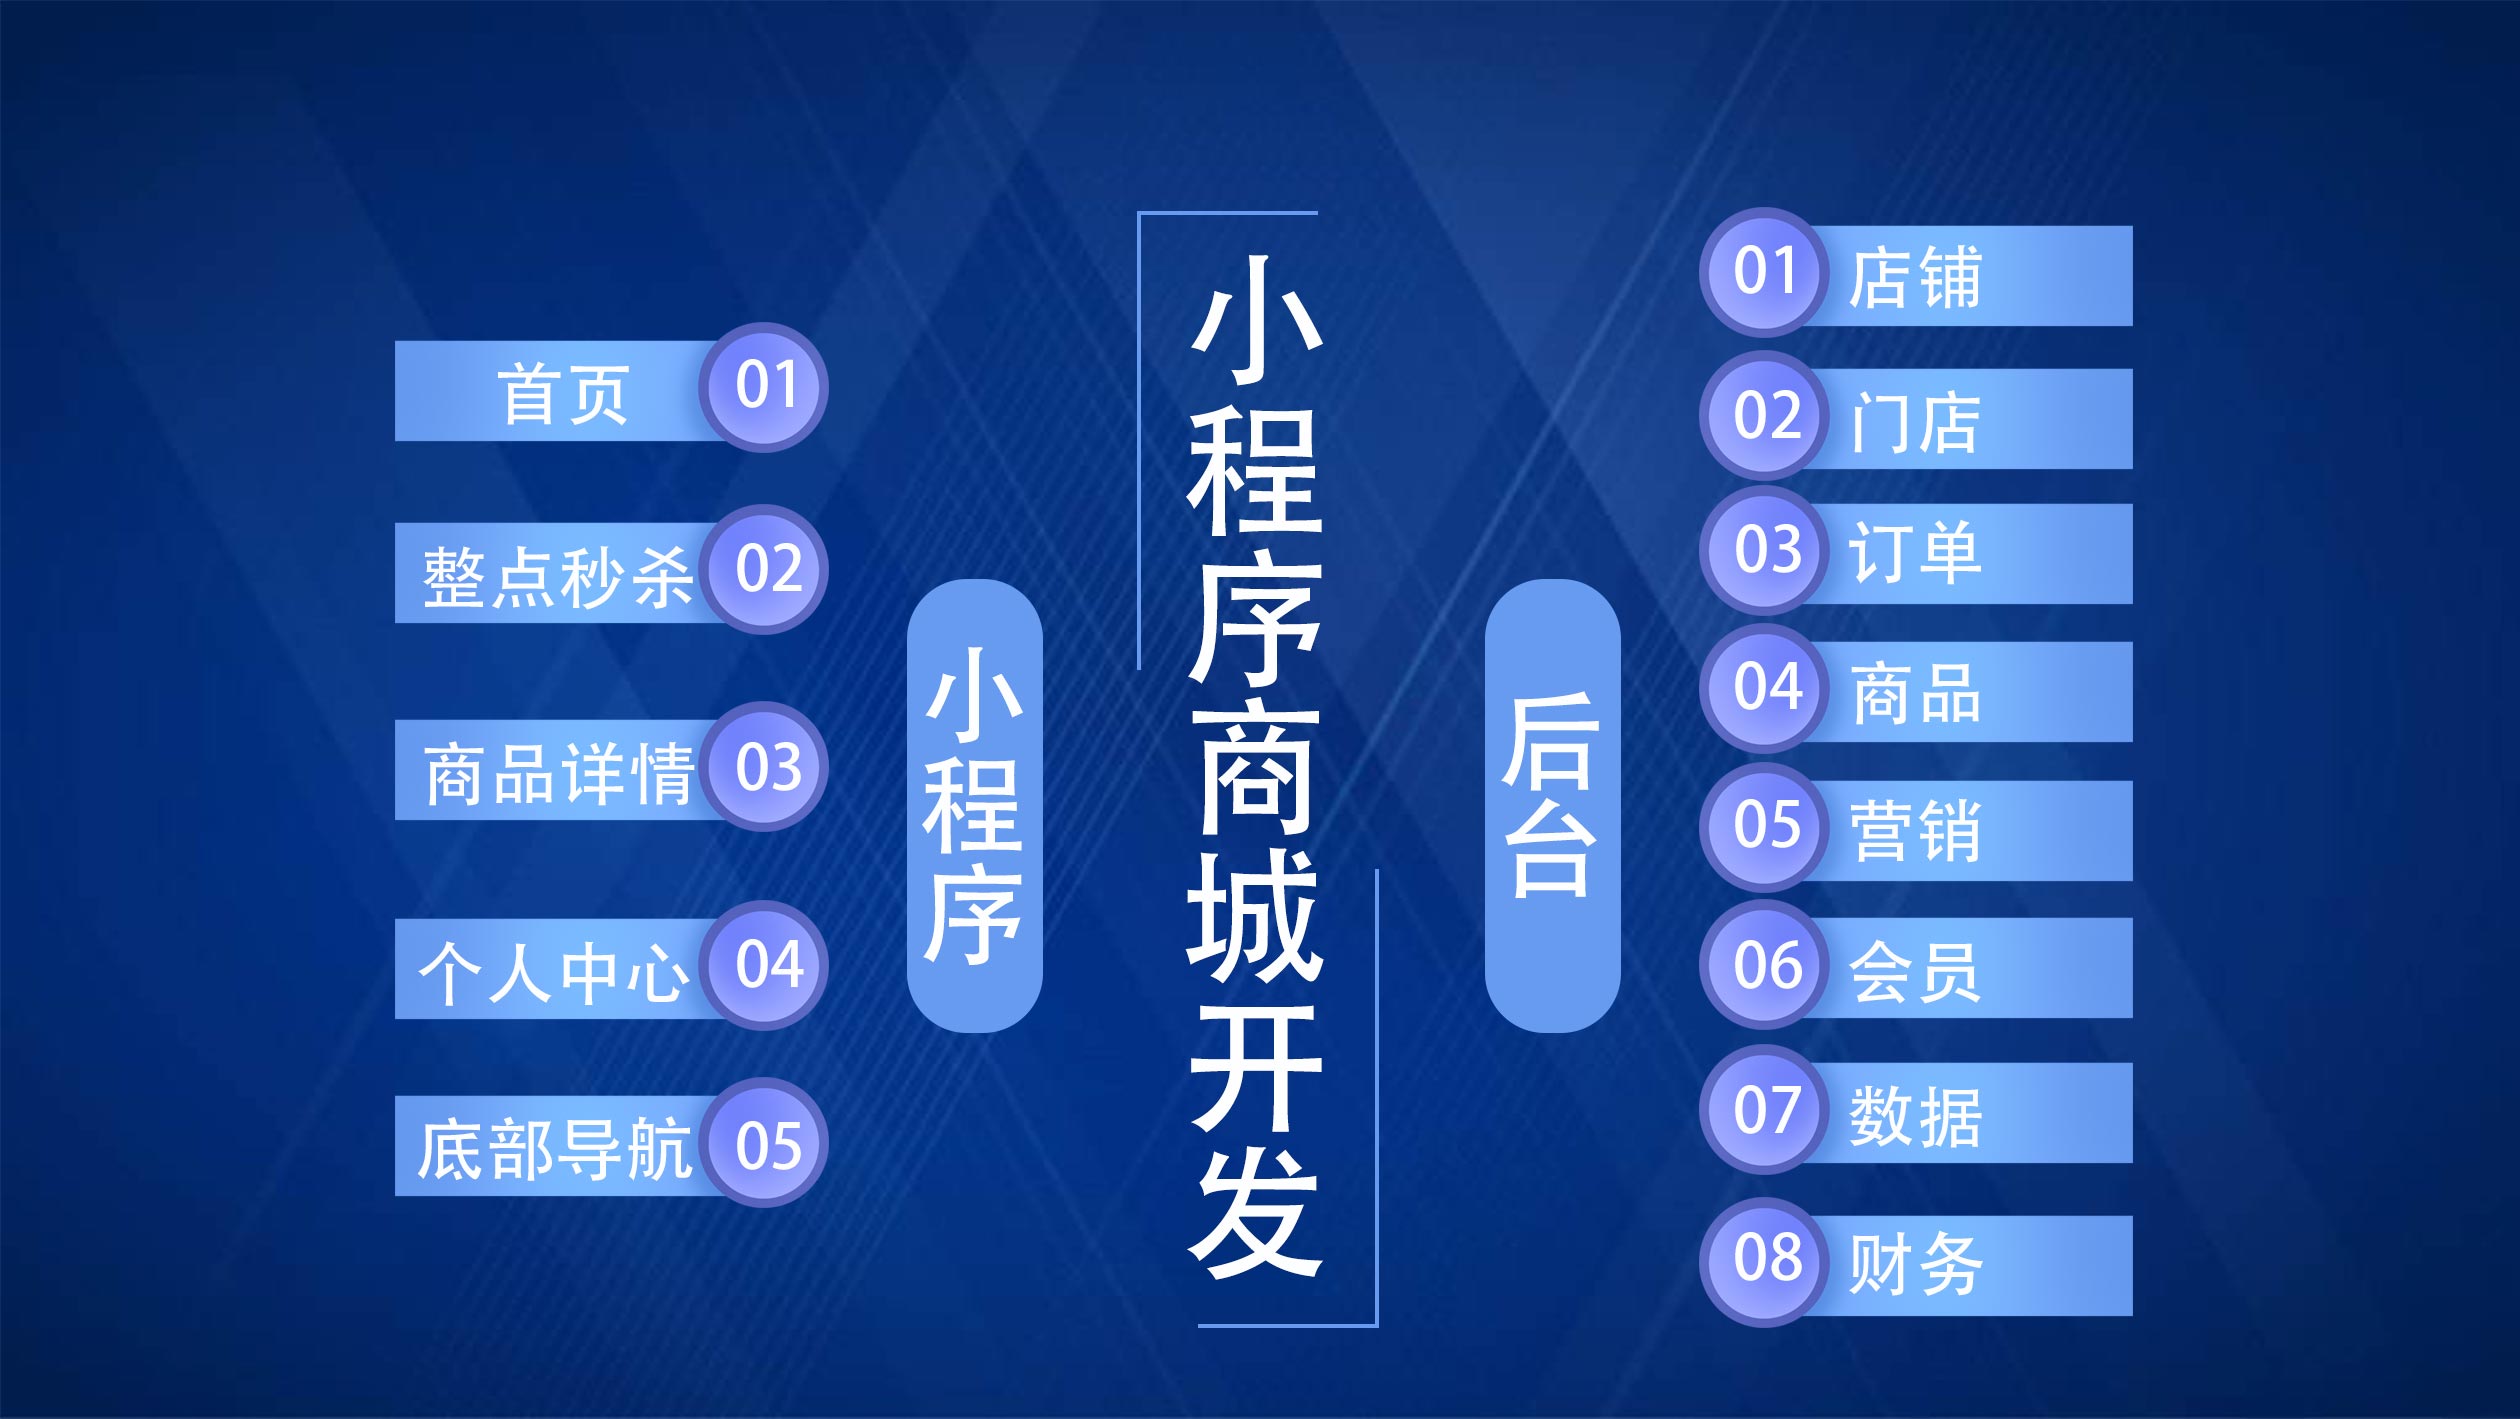 小程序商城开发
小程序
首页 01
整点秒杀 02
商品详情 03
个人中心 04
底部导航 05
后台
01 店铺
02 门店
03 订单
04 商品
05 营销
06 会员
07 数据
08 财务